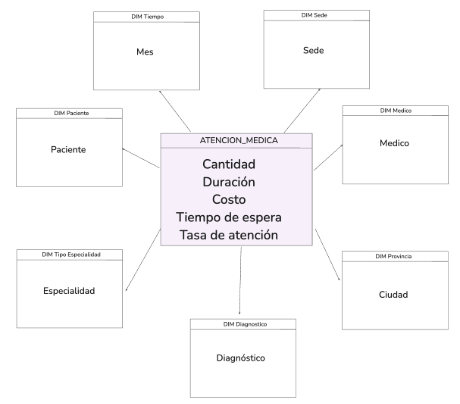 DIM Tiempo
Mes
DIM Sede
Sede
DIM Paciente
Paciente
ATENCION_MEDICA
Cantidad
Duración
Costo
Tiempo de espera
Tasa de atención
DIM Medico
Medico
DIM Tipo Especialidad
Especialidad
DIM Provincia
Ciudad
DIM Diagnostico
Diagnóstico